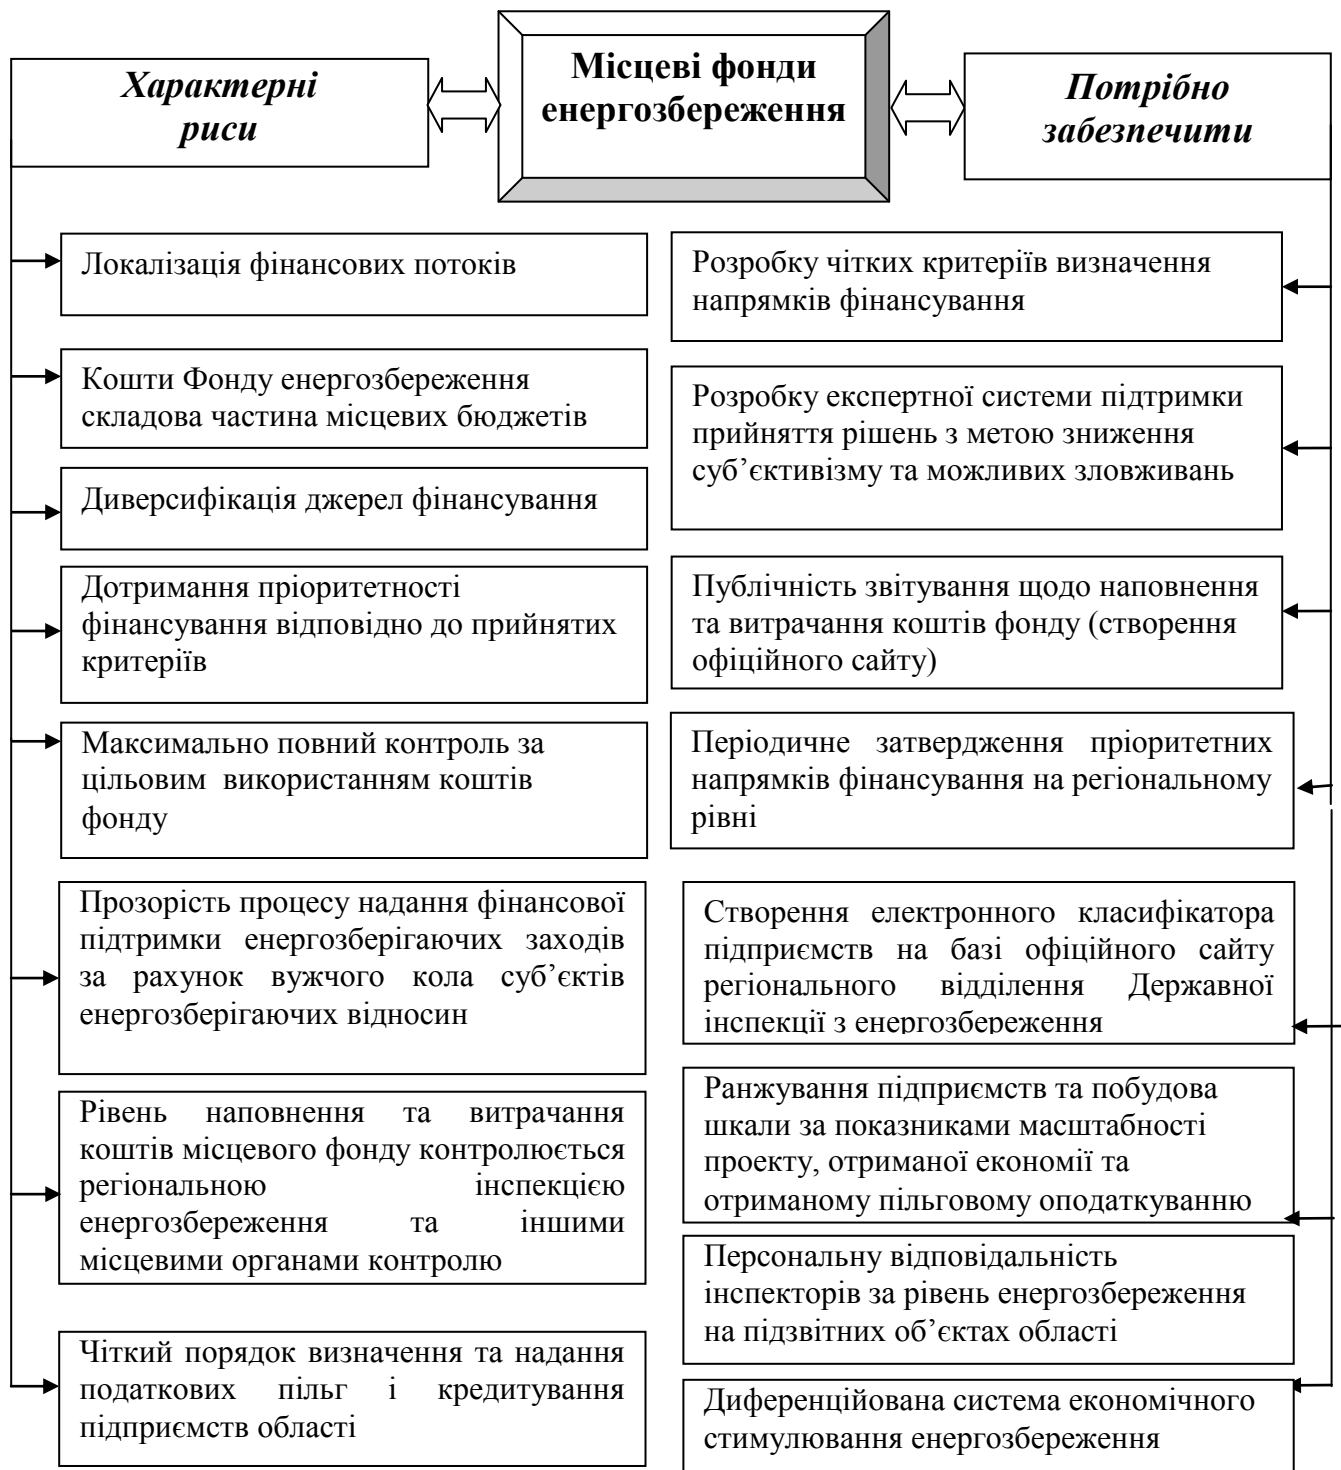 Місцеві фонди
енергозбереження
Характерні
риси
Потрібно
забезпечити
Локалізація фінансових потоків
Кошти Фонду енергозбереження
складова частина місцевих бюджетів
Диверсифікація джерел фінансування
Дотримання пріоритетності
фінансування відповідно до прийнятих
критеріїв
Максимально повний контроль за
цільовим використанням коштів
фонду
Прозорість процесу надання фінансової
підтримки енергозберігаючих заходів
за рахунок вужчого кола суб’єктів
енергозберігаючих відносин
Рівень наповнення та витрачання
коштів місцевого фонду контролюється
регіональною інспекцією
енергозбереження та іншими
місцевими органами контролю
Чіткий порядок визначення та надання
податкових пільг і кредитування
підприємств області
Розробку чітких критеріїв визначення
напрямків фінансування
Розробку експертної системи підтримки
прийняття рішень з метою зниження
суб’єктивізму та можливих зловживань
Публічність звітування щодо наповнення
та витрачання коштів фонду (створення
офіційного сайту)
Періодичне затвердження пріоритетних
напрямків фінансування на регіональному
рівні
Створення електронного класифікатора
підприємств на базі офіційного сайту
регіонального відділення Державної
інспекції з енергозбереження
Ранжування підприємств та побудова
шкали за показниками масштабності
проекту, отриманої економії та
отриманому пільговому оподаткуванню
Персональну відповідальність
інспекторів за рівень енергозбереження
на підзвітних об’єктах області
Диференційована система економічного
стимулювання енергозбереження